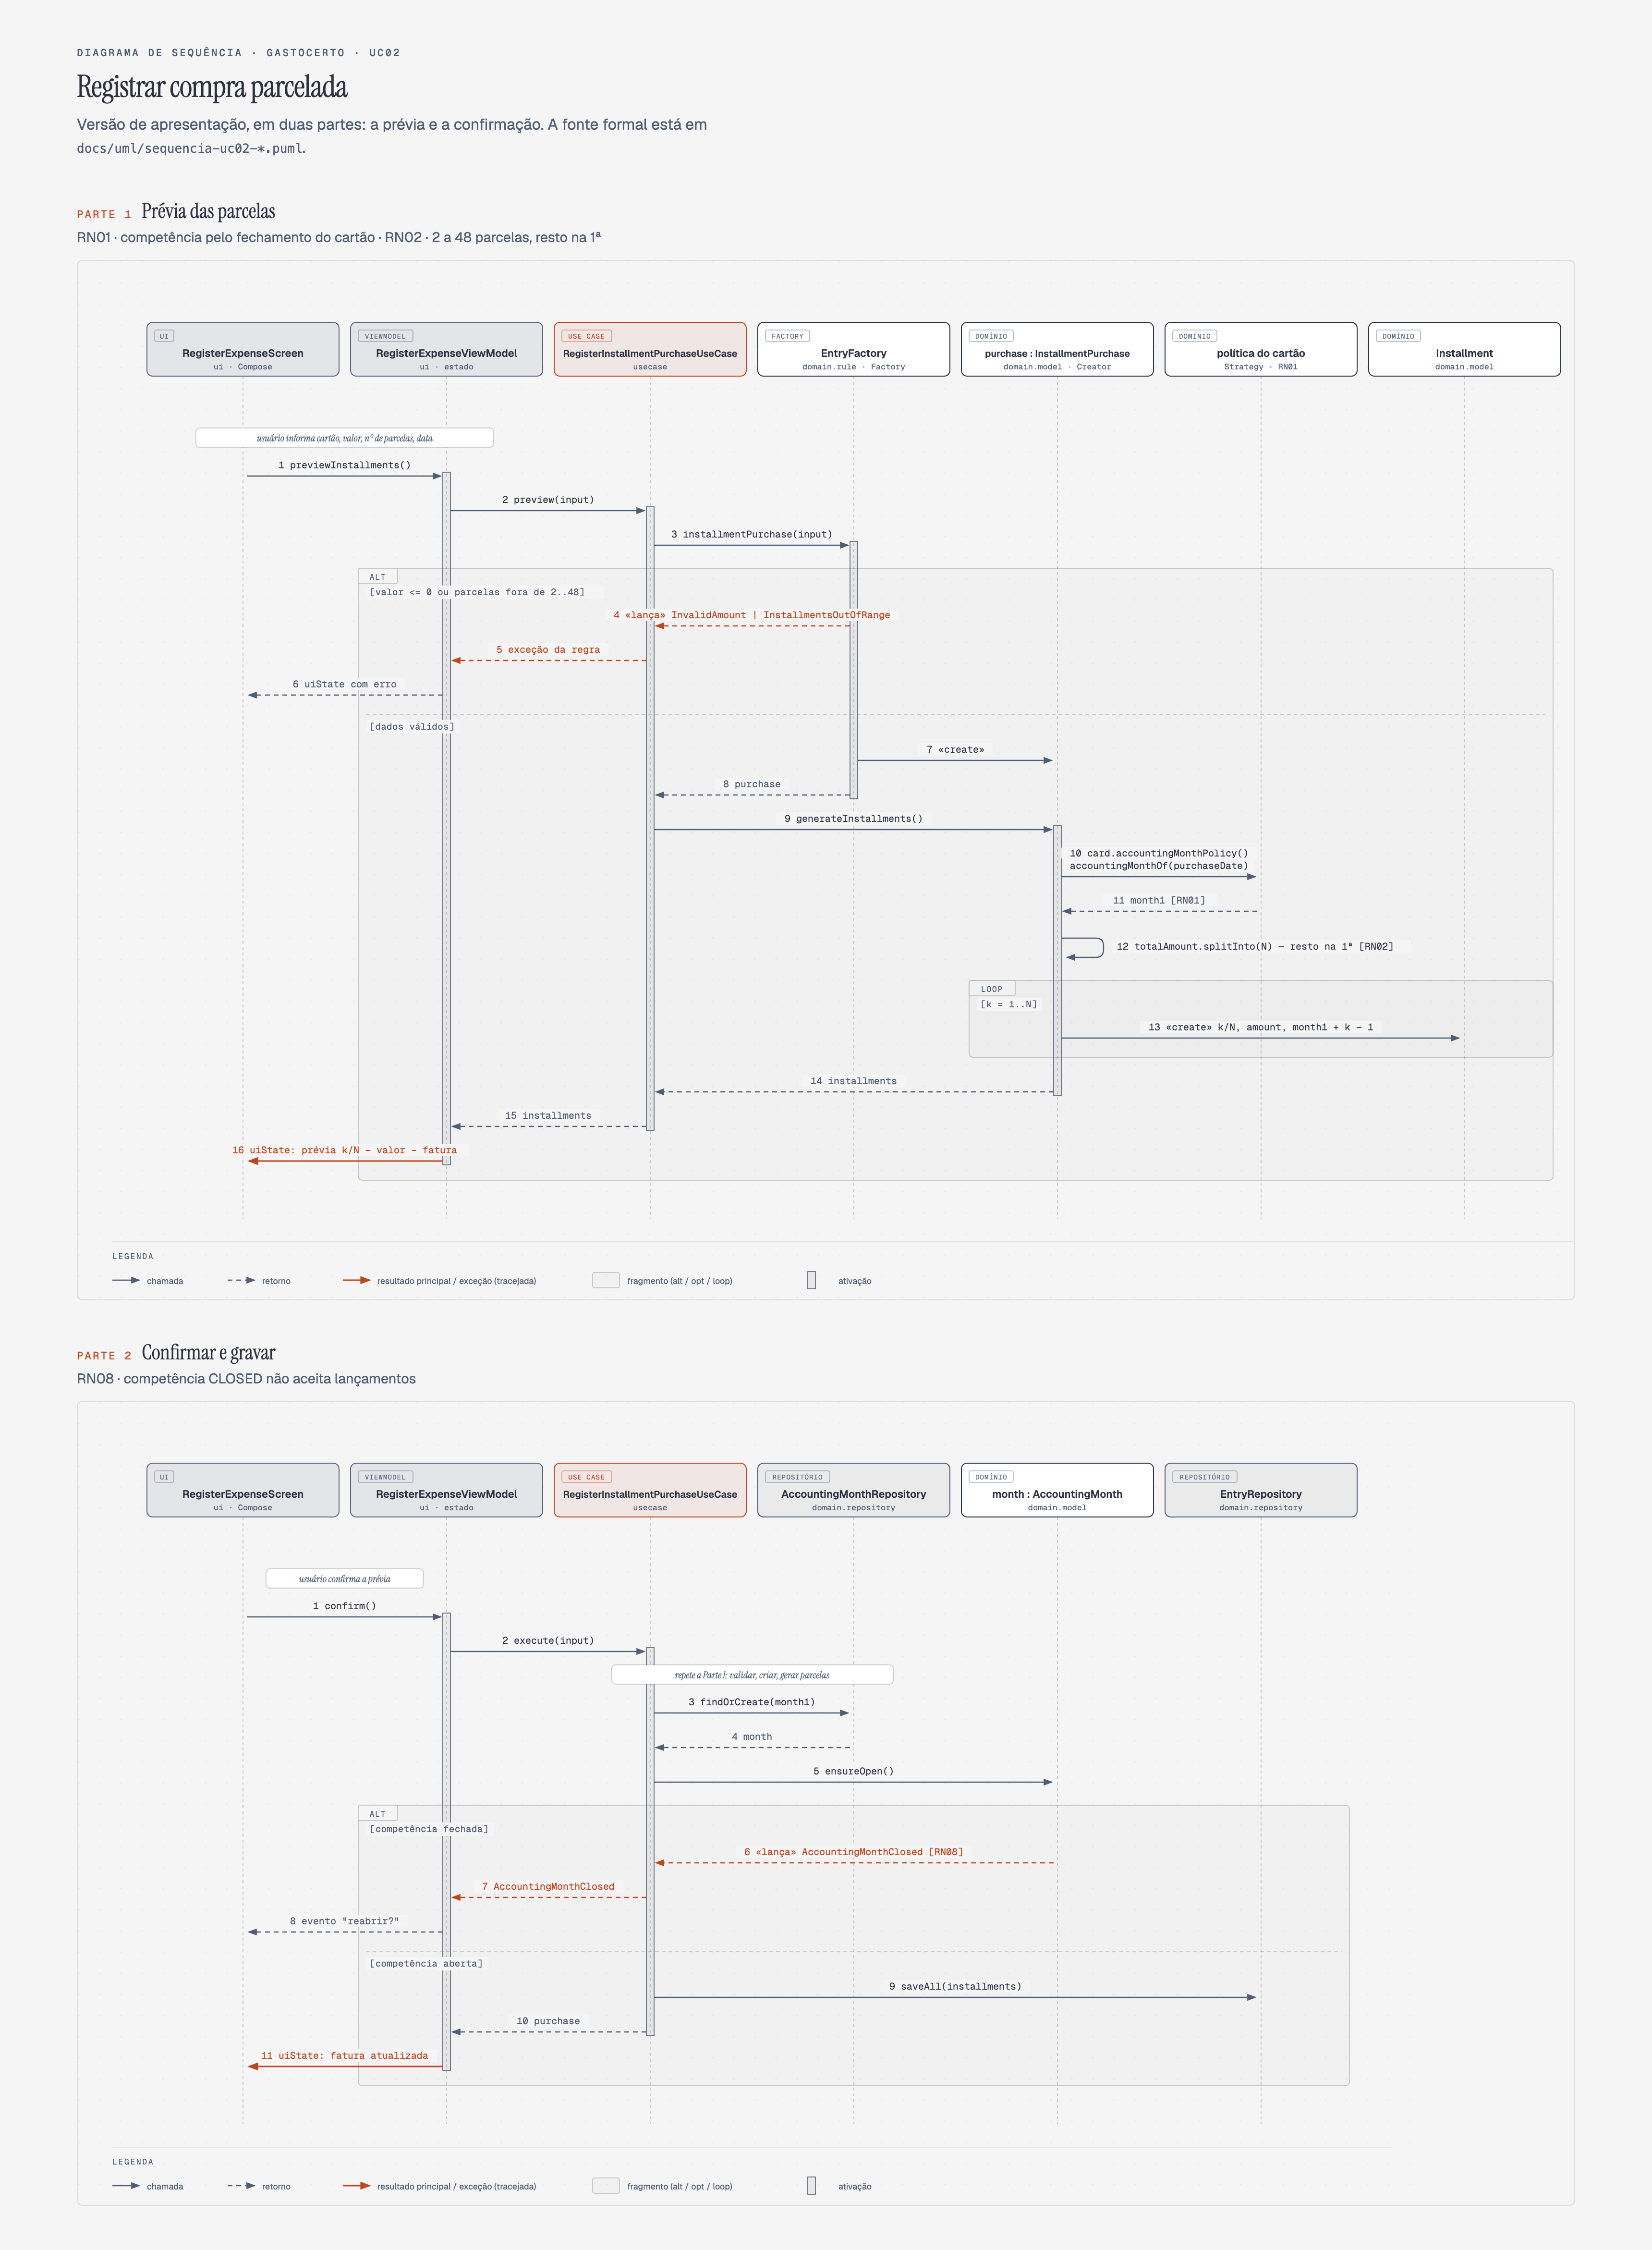 DIAGRAMA DE SEQUÊNCIA · GASTOCERTO · UC02
Registrar compra parcelada
Versão de apresentação, em duas partes: a prévia e a confirmação. A fonte formal está em
docs/uml/sequencia-uc02-*.puml.
PARTE 1 Prévia das parcelas
RN01 · competência pelo fechamento do cartão · RN02 · 2 a 48 parcelas, resto na 1ª
UI
RegisterExpenseScreen
ui · Compose
VIEWMODEL
RegisterExpenseViewModel
ui · estado
USE CASE
RegisterInstallmentPurchaseUseCase
usecase
FACTORY
EntryFactory
domain.rule · Factory
DOMÍNIO
purchase : InstallmentPurchase
domain.model · Creator
DOMÍNIO
política do cartão
Strategy · RN01
DOMÍNIO
Installment
domain.model
usuário informa cartão, valor, nº de parcelas, data
1 previewInstallments()
2 preview(input)
3 installmentPurchase(input)
ALT
[valor <= 0 ou parcelas fora de 2..48]
4 «lança» InvalidAmount | InstallmentsOutOfRange
5 exceção da regra
6 uiState com erro
[dados válidos]
7 «create»
8 purchase
9 generateInstallments()
10 card.accountingMonthPolicy()
accountingMonthOf(purchaseDate)
11 month1 [RN01]
12 totalAmount.splitInto(N) — resto na 1ª [RN02]
LOOP
[k = 1..N]
13 «create» k/N, amount, month1 + k − 1
14 installments
15 installments
16 uiState: prévia k/N – valor – fatura
LEGENDA
chamada
retorno
resultado principal / exceção (tracejada)
fragmento (alt / opt / loop)
ativação
PARTE 2 Confirmar e gravar
RN08 · competência CLOSED não aceita lançamentos
UI
RegisterExpenseScreen
ui · Compose
VIEWMODEL
RegisterExpenseViewModel
ui · estado
USE CASE
RegisterInstallmentPurchaseUseCase
usecase
REPOSITÓRIO
AccountingMonthRepository
domain.repository
DOMÍNIO
month : AccountingMonth
domain.model
REPOSITÓRIO
EntryRepository
domain.repository
usuário confirma a prévia
1 confirm()
2 execute(input)
repete a Parte 1: validar, criar, gerar parcelas
3 findOrCreate(month1)
4 month
5 ensureOpen()
ALT
[competência fechada]
6 «lança» AccountingMonthClosed [RN08]
7 AccountingMonthClosed
8 evento "reabrir?"
[competência aberta]
9 saveAll(installments)
10 purchase
11 uiState: fatura atualizada
LEGENDA
chamada
retorno
resultado principal / exceção (tracejada)
fragmento (alt / opt / loop)
ativação